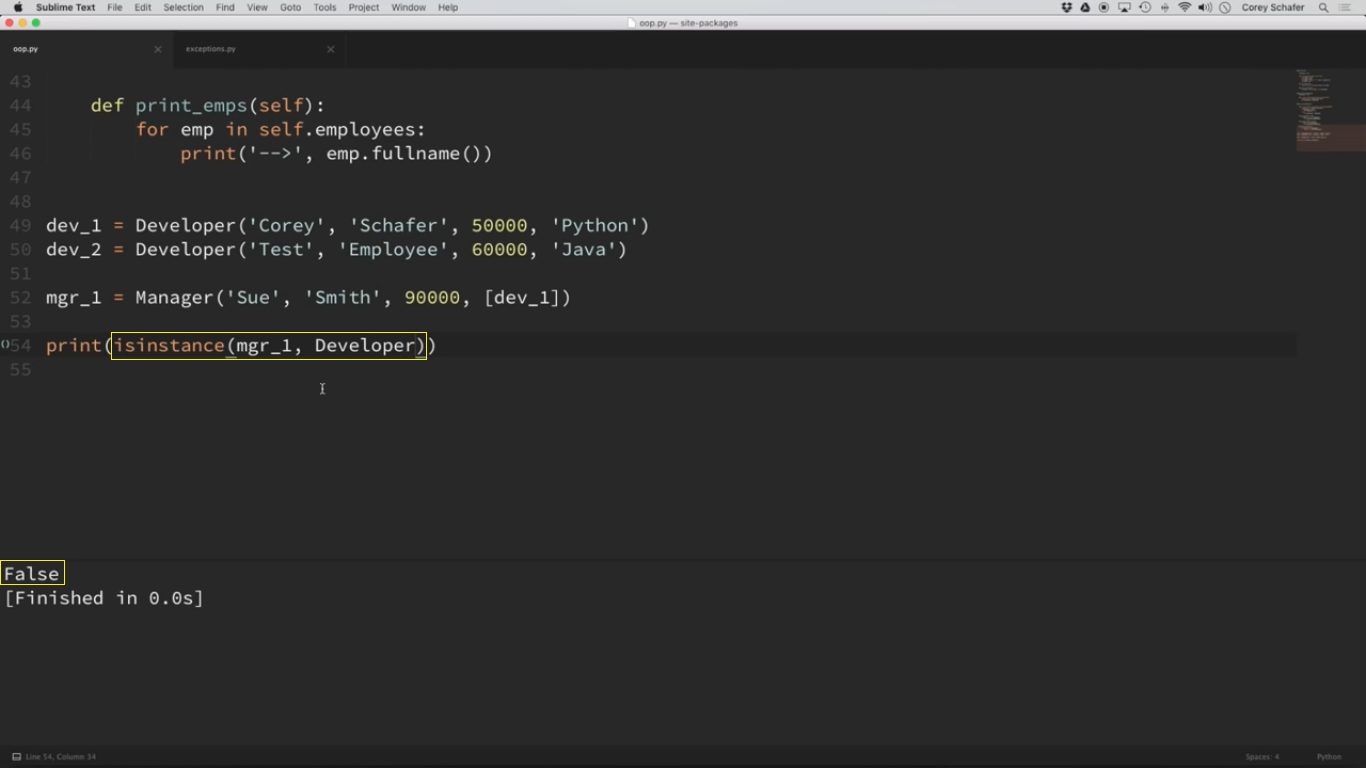 Sublime Text File Edit Selection Find View Goto Tools Project Window Help Corey Schafer
oop.py — site-packages
oop.py exceptions.py
43
44 def print_emps(self):
45 for emp in self.employees:
46 print('-->', emp.fullname())
47
48
49 dev_1 = Developer('Corey', 'Schafer', 50000, 'Python')
50 dev_2 = Developer('Test', 'Employee', 60000, 'Java')
51
52 mgr_1 = Manager('Sue', 'Smith', 90000, [dev_1])
53
54 print(isinstance(mgr_1, Developer))
55
False
[Finished in 0.0s]
Line 54, Column 34 Spaces: 4 Python